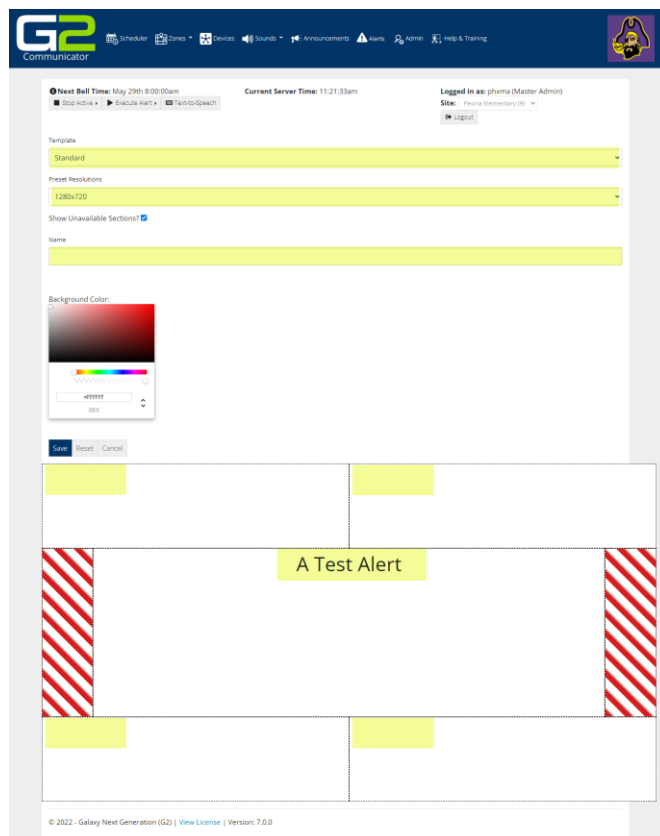 G2
Communicator
Scheduler Zones Devices Sounds Announcements Alerts Admin Help & Training
Next Bell Time: May 29th 8:00:00am Current Server Time: 11:21:33am Logged in as: phxma (Master Admin)
Stop Active Execute Alert Text-to-Speech Site: Peoria Elementary (9)
Logout
Template
Standard
Preset Resolutions
1280x720
Show Unavailable Sections?
Name
Background Color:
#FFFFFF
HEX
Save Reset Cancel
A Test Alert
© 2022 - Galaxy Next Generation (G2) | View License | Version: 7.0.0